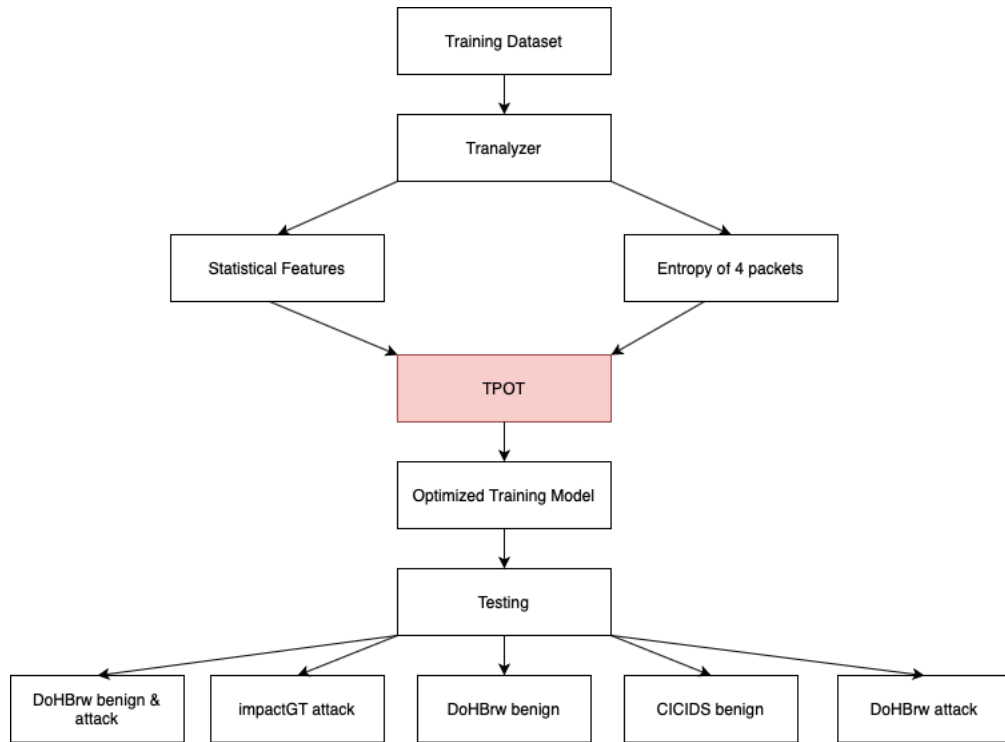 Training Dataset
Tranalyzer
Statistical Features
Entropy of 4 packets
TPOT
Optimized Training Model
Testing
DoHBrw benign &
attack
impactGT attack
DoHBrw benign
CICIDS benign
DoHBrw attack